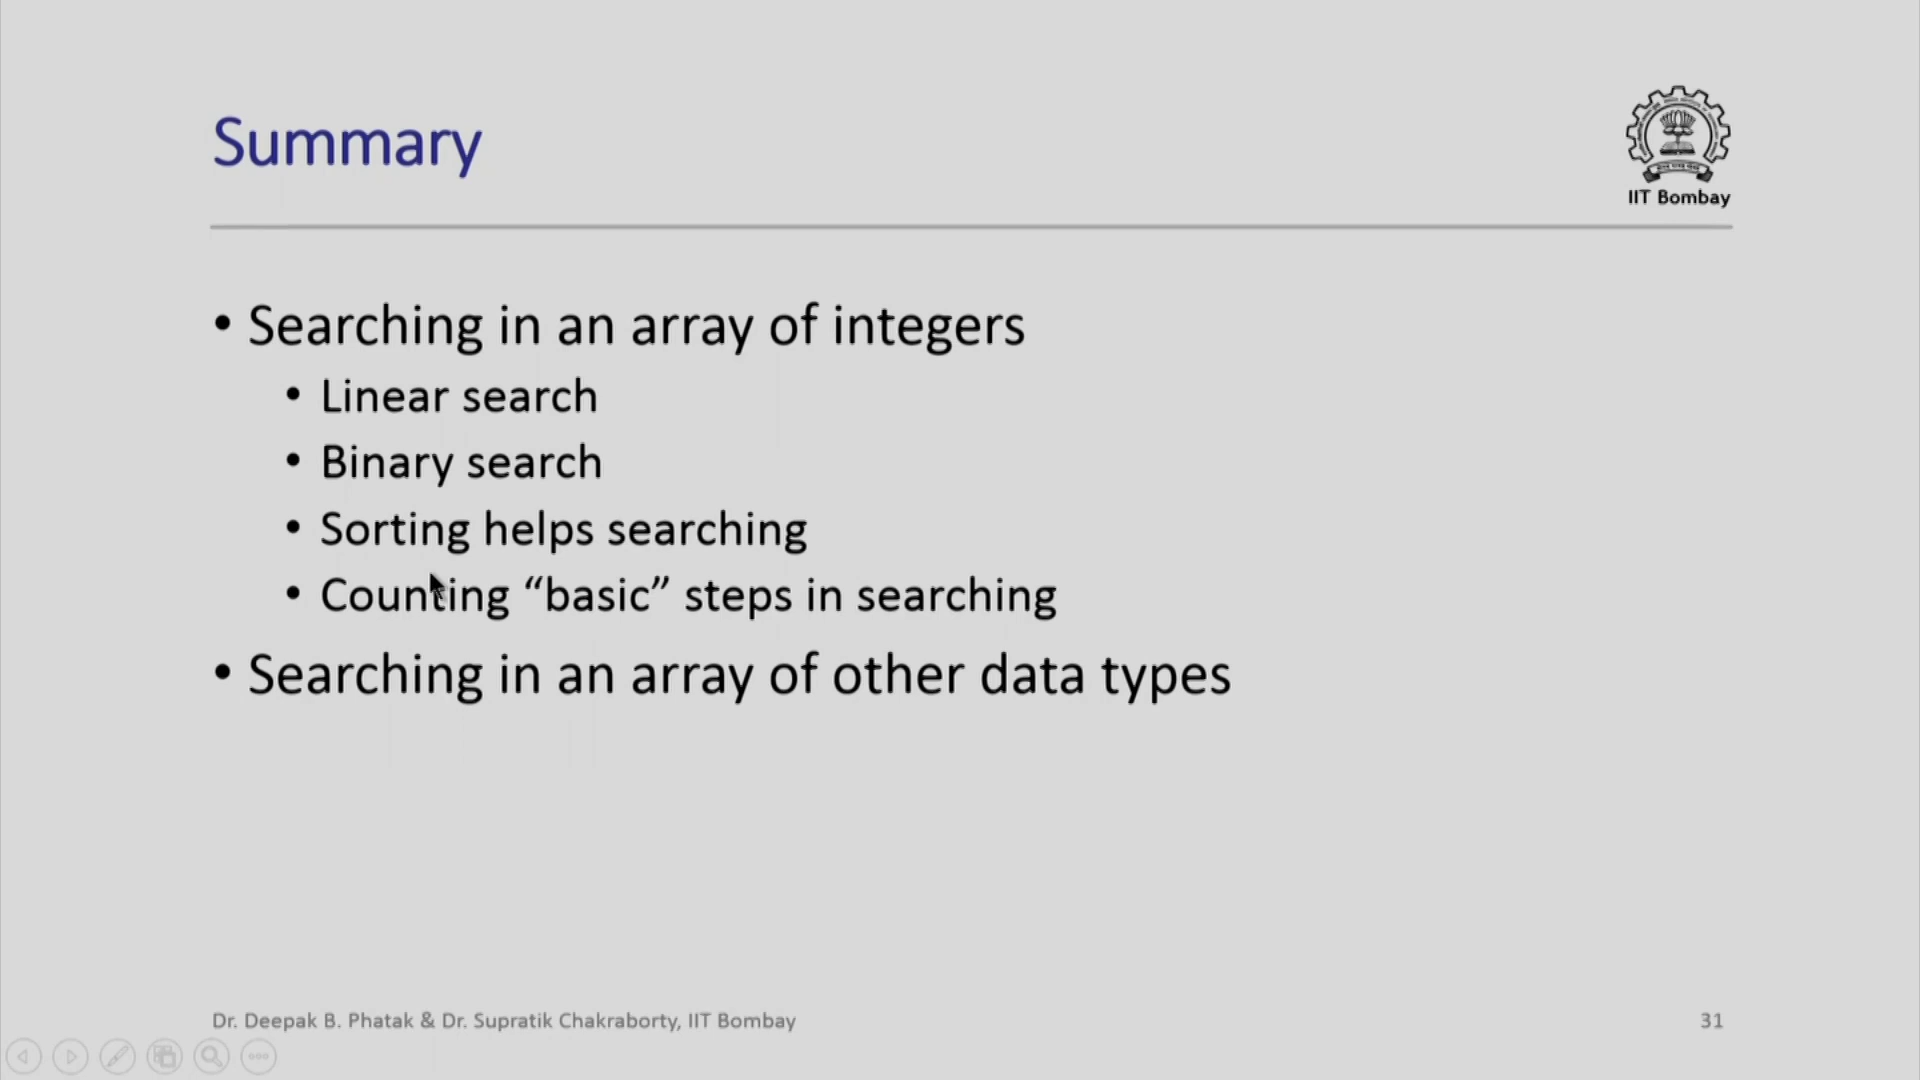 Summary
IIT Bombay
• Searching in an array of integers
• Linear search
• Binary search
• Sorting helps searching
• Counting “basic” steps in searching
• Searching in an array of other data types
Dr. Deepak B. Phatak & Dr. Supratik Chakraborty, IIT Bombay
31